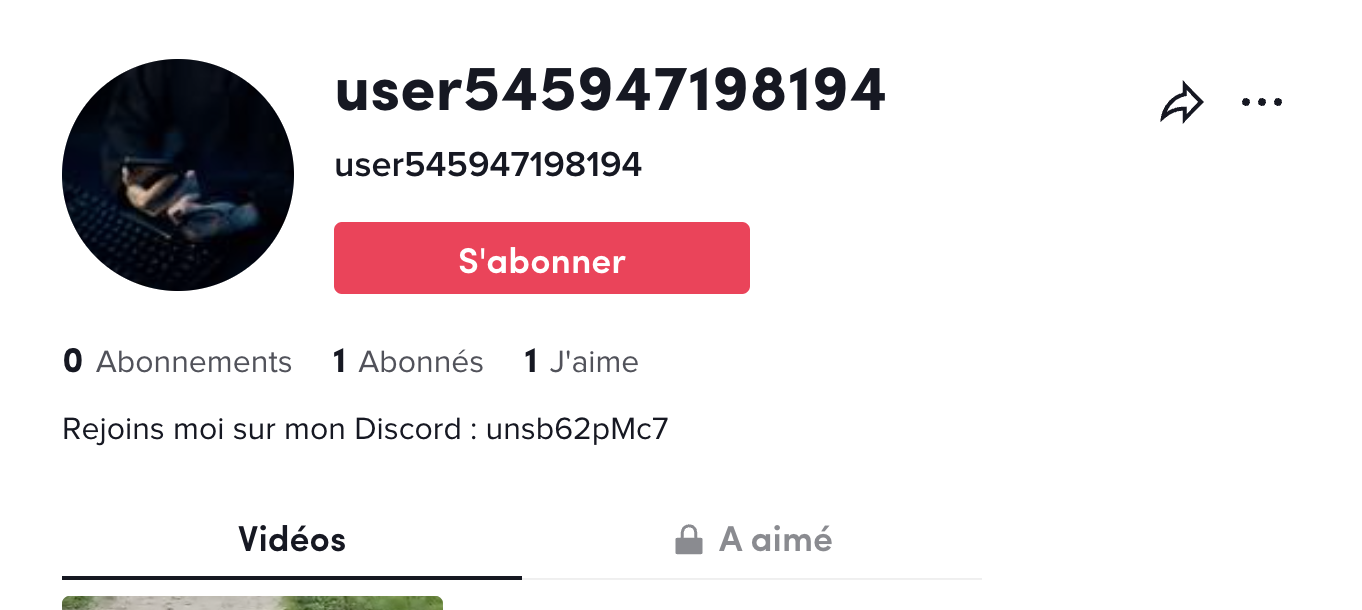 user545947198194
user545947198194
S'abonner
0 Abonnements 1 Abonnés 1 J'aime
Rejoins moi sur mon Discord : unsb62pMc7
Vidéos A aimé